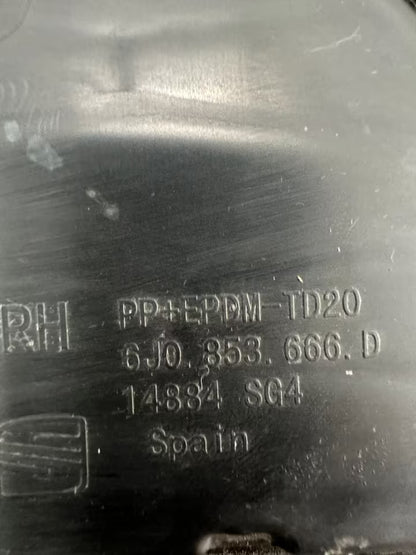 RH PP+EPDM-TD20
6J0.853.666.D
14884 SG4
Spain